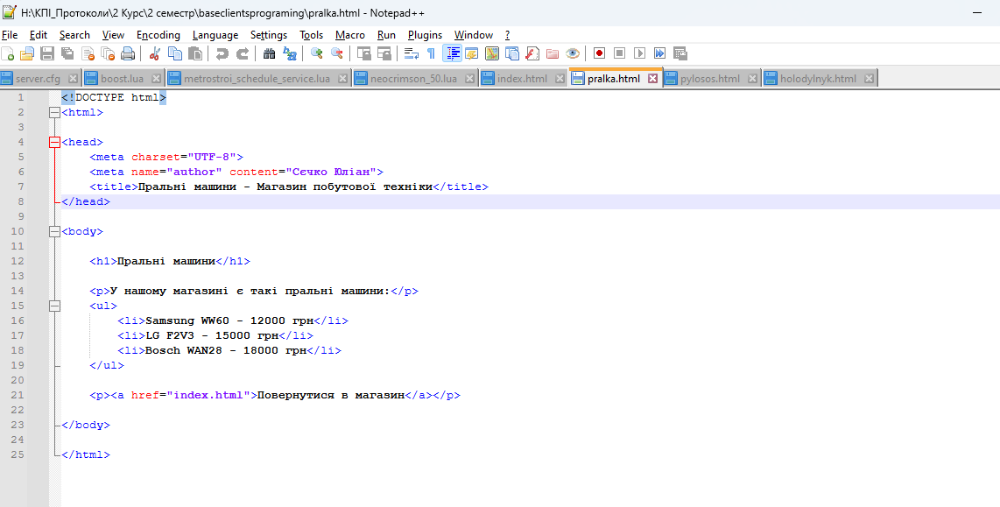 H:\КПІ_Протоколи\2 Курс\2 семестр\baseclientsprograming\pralka.html - Notepad++
File Edit Search View Encoding Language Settings Tools Macro Run Plugins Window ?
server.cfg boost.lua metrostroi_schedule_service.lua neocrimson_50.lua index.html pralka.html pylosos.html holodylnyk.html
1 <!DOCTYPE html>
2 <html>
3
4 <head>
5 <meta charset="UTF-8">
6 <meta name="author" content="Сєчко Юліан">
7 <title>Пральні машини - Магазин побутової техніки</title>
8 </head>
9
10 <body>
11
12 <h1>Пральні машини</h1>
13
14 <p>У нашому магазині є такі пральні машини:</p>
15 <ul>
16 <li>Samsung WW60 - 12000 грн</li>
17 <li>LG F2V3 - 15000 грн</li>
18 <li>Bosch WAN28 - 18000 грн</li>
19 </ul>
20
21 <p><a href="index.html">Повернутися в магазин</a></p>
22
23 </body>
24
25 </html>